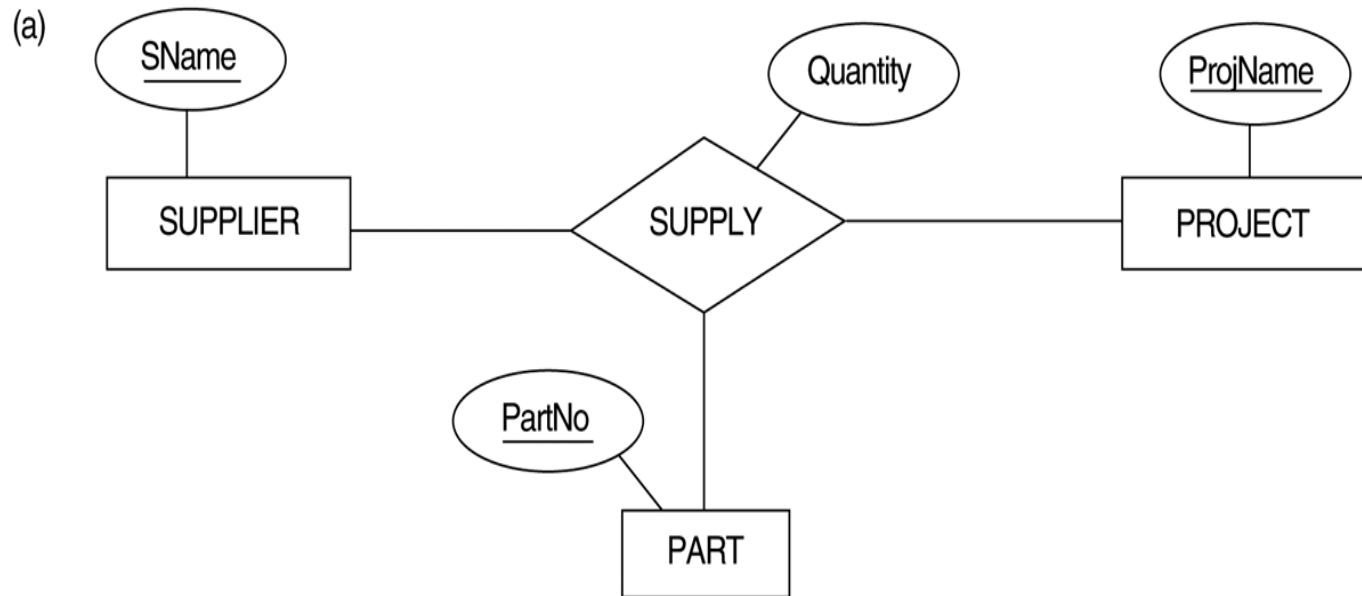 (a)
SName
Quantity
ProjName
SUPPLIER
SUPPLY
PROJECT
PartNo
PART